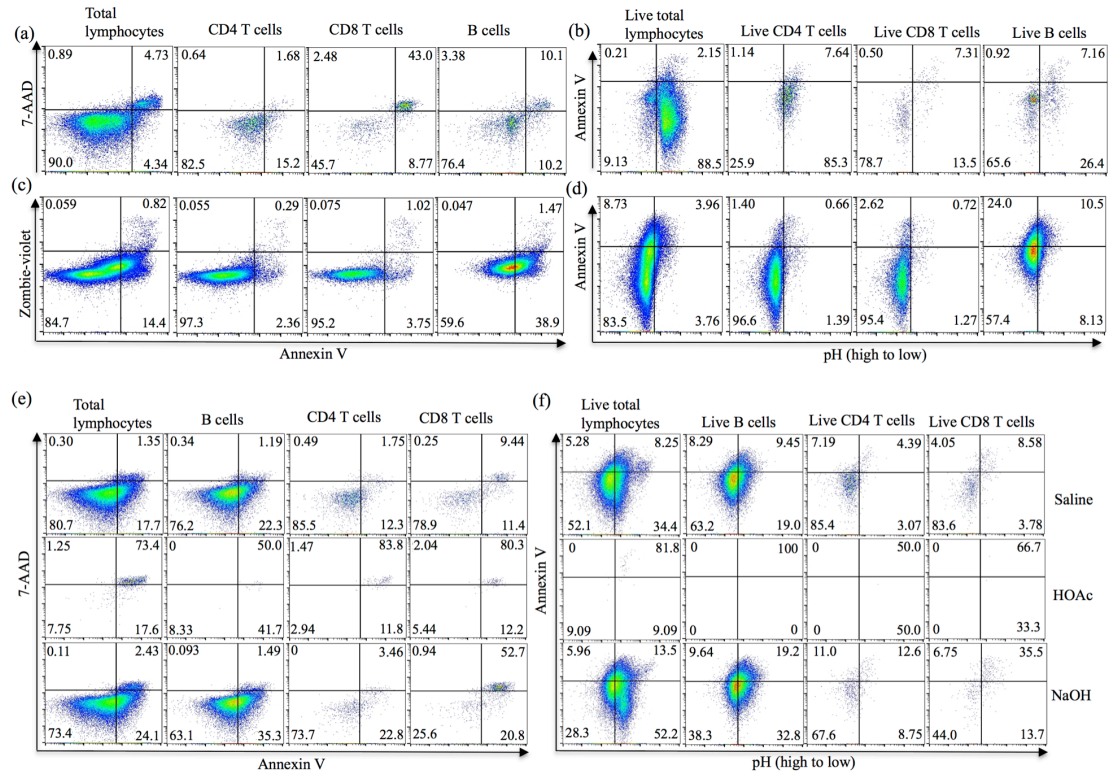 (a)
Total
lymphocytes
CD4 T cells
CD8 T cells
B cells
0.89 4.73
0.64 1.68
2.48 43.0
3.38 10.1
7-AAD
90.0 4.34
82.5 15.2
45.7 8.77
76.4 10.2
(b)
Live total
lymphocytes
Live CD4 T cells
Live CD8 T cells
Live B cells
0.21 2.15
1.14 7.64
0.50 7.31
0.92 7.16
Annexin V
9.13 88.5
25.9 85.3
78.7 13.5
65.6 26.4
(c)
0.059 0.82
0.055 0.29
0.075 1.02
0.047 1.47
Zombie-violet
84.7 14.4
97.3 2.36
95.2 3.75
59.6 38.9
Annexin V
(d)
8.73 3.96
1.40 0.66
2.62 0.72
24.0 10.5
Annexin V
83.5 3.76
96.6 1.39
95.4 1.27
57.4 8.13
pH (high to low)
(e)
Total
lymphocytes
B cells
CD4 T cells
CD8 T cells
0.30 1.35
0.34 1.19
0.49 1.75
0.25 9.44
80.7 17.7
76.2 22.3
85.5 12.3
78.9 11.4
1.25 73.4
0 50.0
1.47 83.8
2.04 80.3
7-AAD
7.75 17.6
8.33 41.7
2.94 11.8
5.44 12.2
0.11 2.43
0.093 1.49
0 3.46
0.94 52.7
73.4 24.1
63.1 35.3
73.7 22.8
25.6 20.8
Annexin V
(f)
Live total
lymphocytes
Live B cells
Live CD4 T cells
Live CD8 T cells
5.28 8.25
8.29 9.45
7.19 4.39
4.05 8.58
Saline
52.1 34.4
63.2 19.0
85.4 3.07
83.6 3.78
0 81.8
0 100
0 50.0
0 66.7
Annexin V
HOAc
9.09 9.09
0 0
0 50.0
0 33.3
5.96 13.5
9.64 19.2
11.0 12.6
6.75 35.5
NaOH
28.3 52.2
38.3 32.8
67.6 8.75
44.0 13.7
pH (high to low)